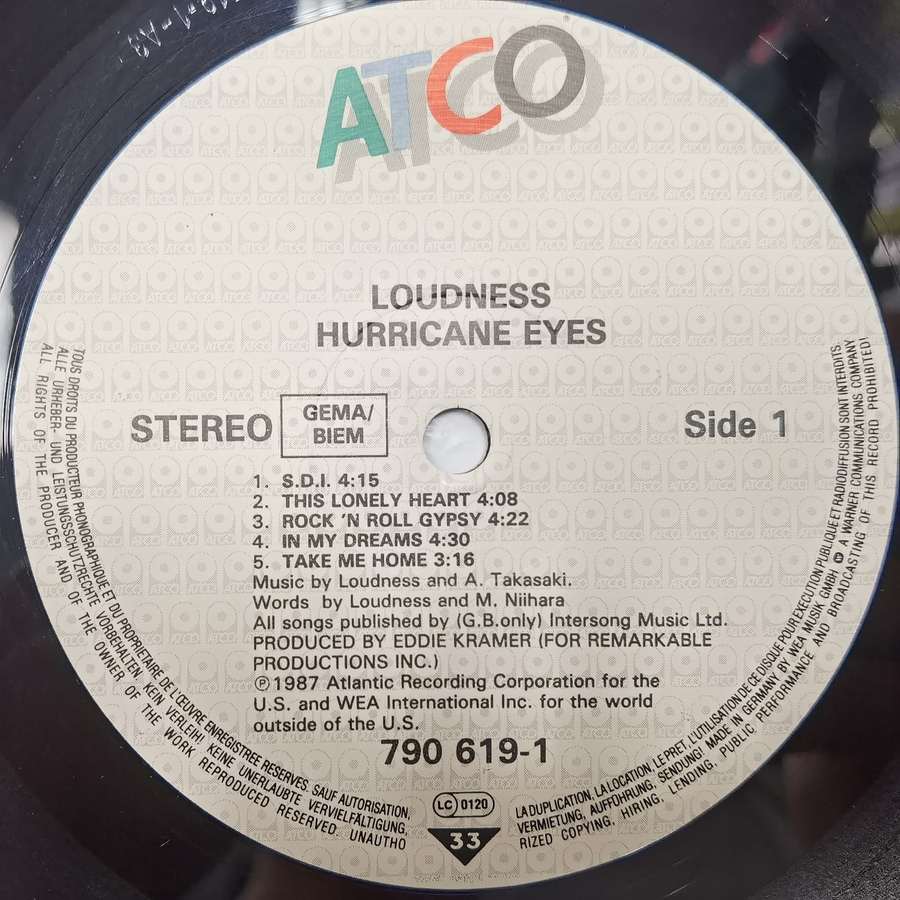 ATCO
LOUDNESS
HURRICANE EYES
STEREO
GEMA/
BIEM
Side 1
1. S.D.I. 4:15
2. THIS LONELY HEART 4:08
3. ROCK 'N ROLL GYPSY 4:22
4. IN MY DREAMS 4:30
5. TAKE ME HOME 3:16
Music by Loudness and A. Takasaki.
Words by Loudness and M. Niihara
All songs published by (G.B.only) Intersong Music Ltd.
PRODUCED BY EDDIE KRAMER (FOR REMARKABLE
PRODUCTIONS INC.)
℗1987 Atlantic Recording Corporation for the
U.S. and WEA International Inc. for the world
outside of the U.S.
790 619-1
LC 0120
33
TOUS DROITS DU PRODUCTEUR PHONOGRAPHIQUE ET DU PROPRIETAIRE DE L'ŒUVRE ENREGISTREE RESERVES. SAUF AUTORISATION,
LA DUPLICATION, LA LOCATION, LE PRET, L'UTILISATION DE CE DISQUE POUR EXECUTION PUBLIQUE ET RADIODIFFUSION SONT INTERDITS.
ALLE URHEBER- UND LEISTUNGSSCHUTZRECHTE VORBEHALTEN. KEIN VERLEIH! KEINE UNERLAUBTE VERVIELFÄLTIGUNG,
VERMIETUNG, AUFFÜHRUNG, SENDUNG! MADE IN GERMANY BY WEA MUSIK GMBH. A WARNER COMMUNICATIONS COMPANY
ALL RIGHTS OF THE PRODUCER AND OF THE OWNER OF THE WORK REPRODUCED RESERVED. UNAUTHO
RIZED COPYING, HIRING, LENDING, PUBLIC PERFORMANCE AND BROADCASTING OF THIS RECORD PROHIBITED!